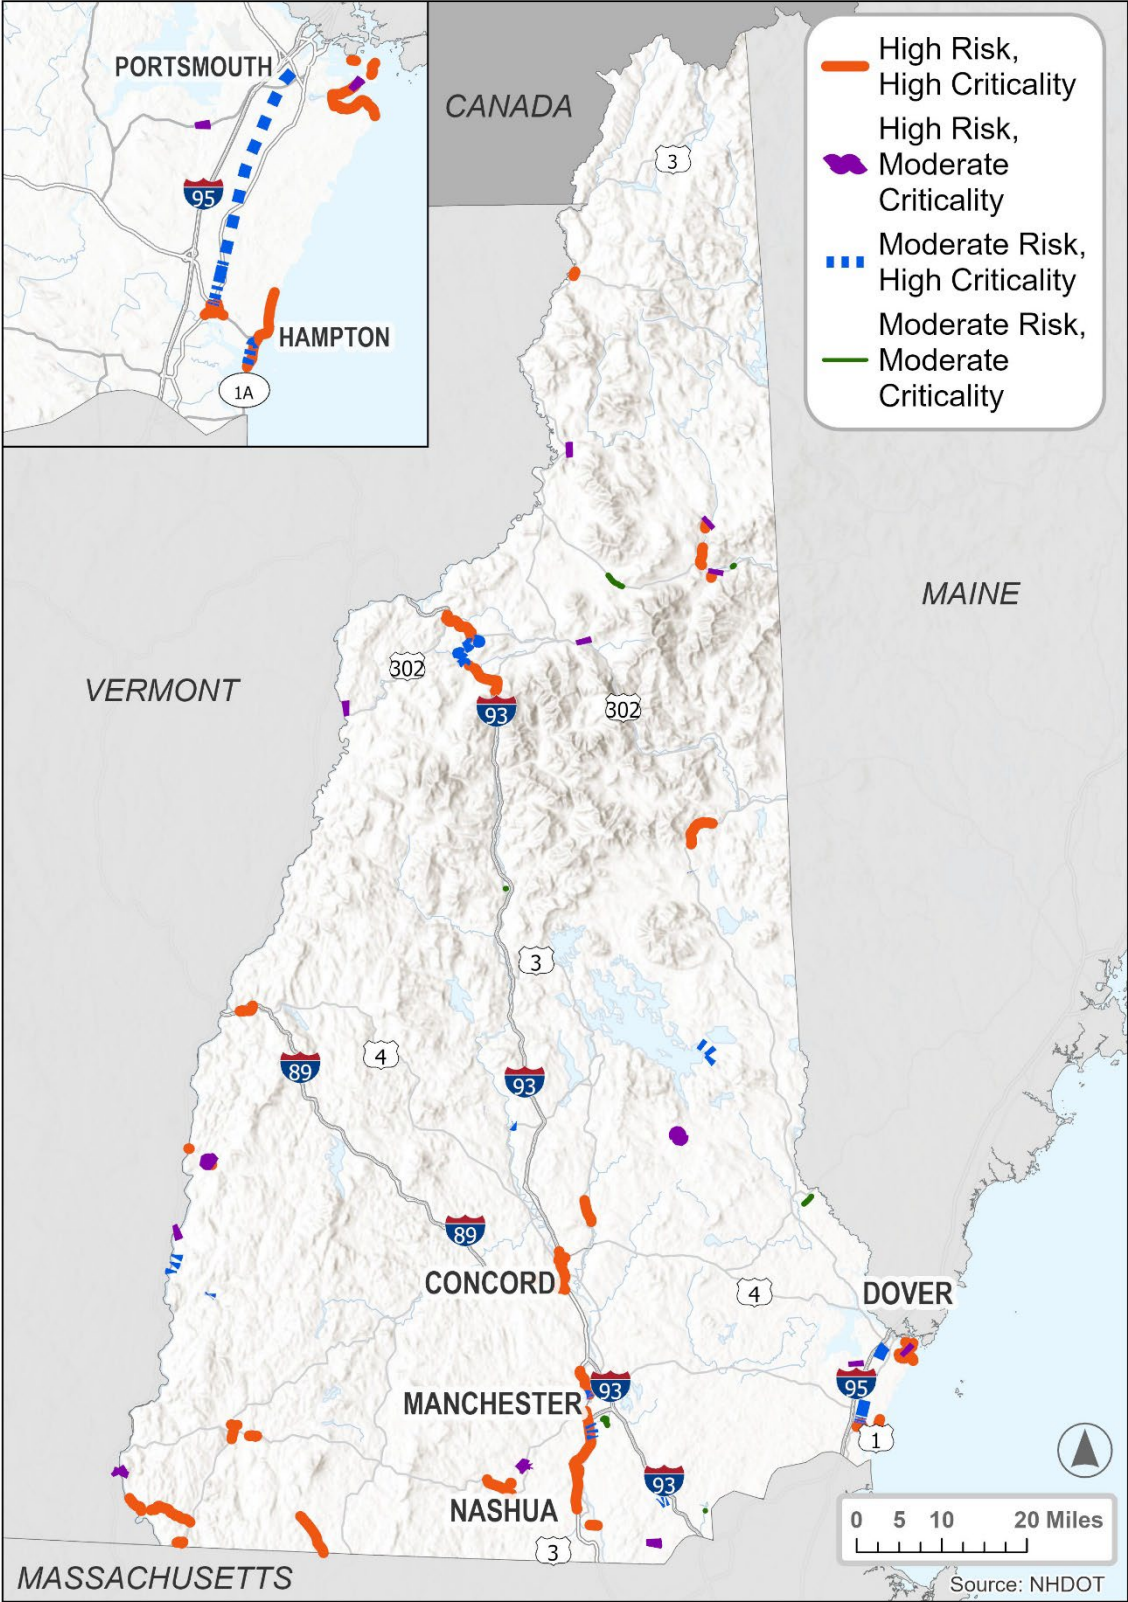 PORTSMOUTH
95
HAMPTON
1A
CANADA
3
High Risk,
High Criticality
High Risk,
Moderate
Criticality
Moderate Risk,
High Criticality
Moderate Risk,
Moderate
Criticality
MAINE
VERMONT
302
93
302
3
4
89
93
89
CONCORD
4
DOVER
MANCHESTER
93
95
1
93
NASHUA
3
0 5 10 20 Miles
Source: NHDOT
MASSACHUSETTS